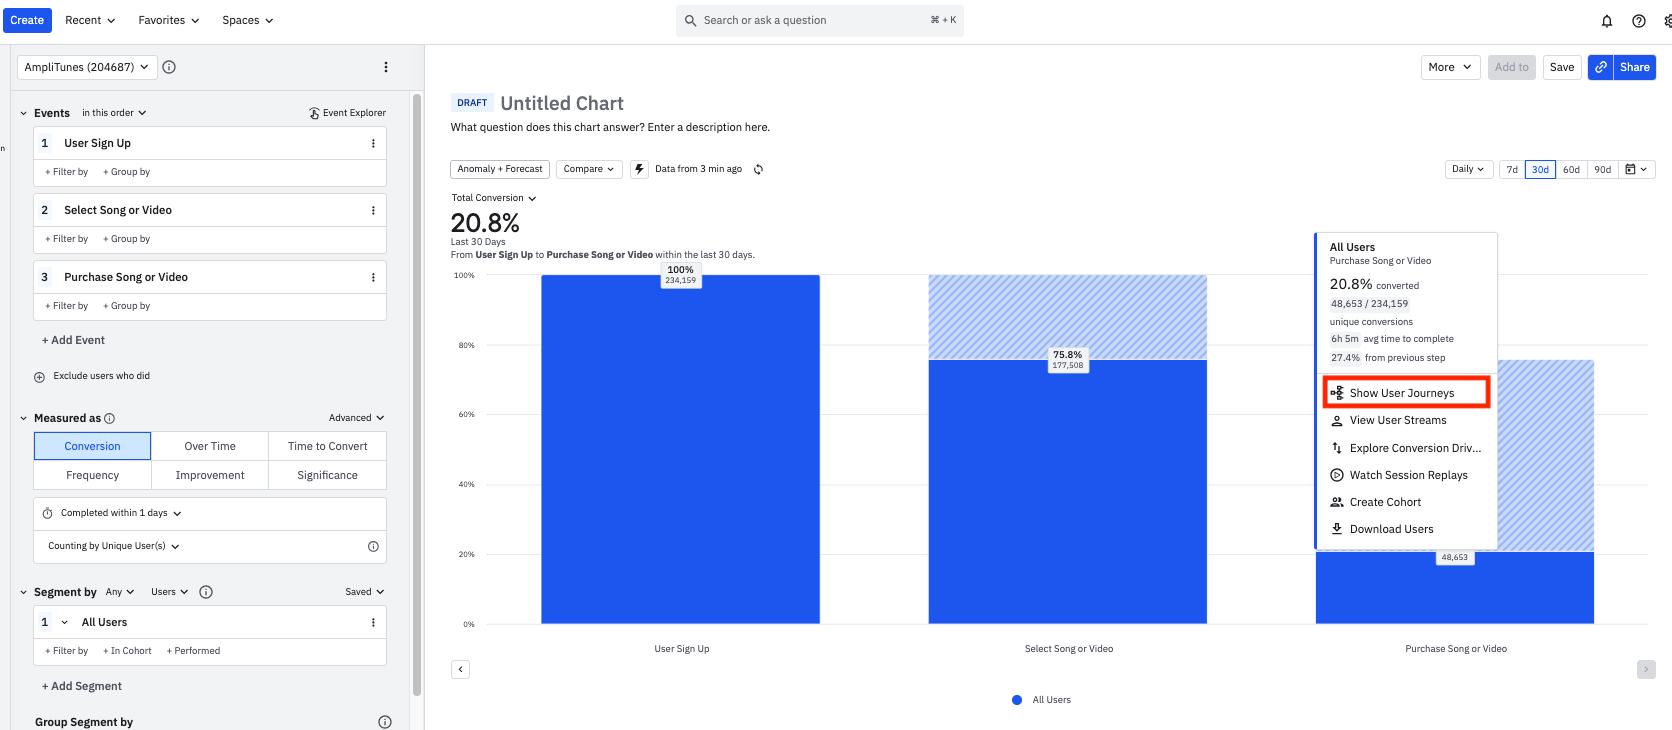 Create Recent Favorites Spaces Search or ask a question ⌘ + K
AmpliTunes (204687)
Events in this order Event Explorer
1 User Sign Up
+ Filter by + Group by
2 Select Song or Video
+ Filter by + Group by
3 Purchase Song or Video
+ Filter by + Group by
+ Add Event
Exclude users who did
Measured as Advanced
Conversion Over Time Time to Convert
Frequency Improvement Significance
Completed within 1 days
Counting by Unique User(s)
Segment by Any Users Saved
1 All Users
+ Filter by + In Cohort + Performed
+ Add Segment
Group Segment by
n
More Add to Save Share
DRAFT Untitled Chart
What question does this chart answer? Enter a description here.
Anomaly + Forecast Compare Data from 3 min ago Daily 7d 30d 60d 90d
Total Conversion
20.8%
Last 30 Days
From User Sign Up to Purchase Song or Video within the last 30 days.
100%
80%
60%
40%
20%
0%
100%
234,159
75.8%
177,508
48,653
All Users
Purchase Song or Video
20.8% converted
48,653 / 234,159
unique conversions
6h 5m avg time to complete
27.4% from previous step
Show User Journeys
View User Streams
Explore Conversion Driv...
Watch Session Replays
Create Cohort
Download Users
User Sign Up Select Song or Video Purchase Song or Video
All Users